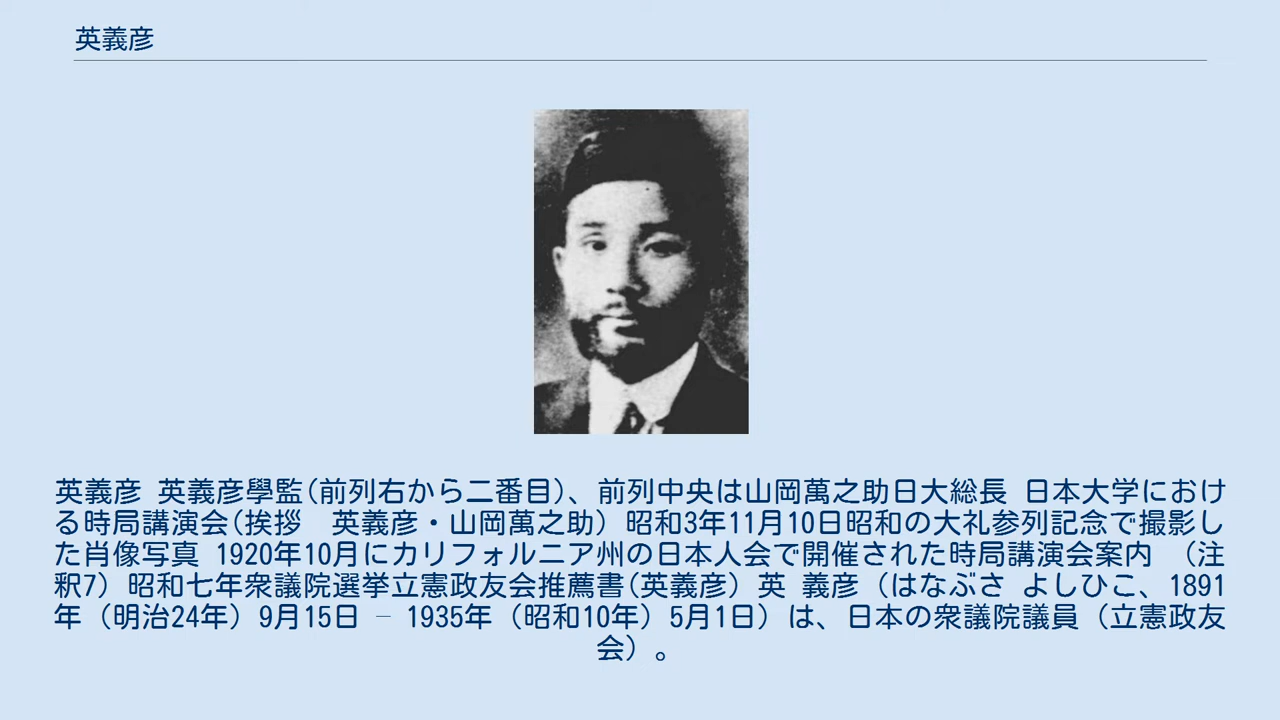 英義彦
英義彦 英義彦學監(前列右から二番目)、前列中央は山岡萬之助日大総長 日本大学におけ
る時局講演会(挨拶　英義彦・山岡萬之助) 昭和3年11月10日昭和の大礼参列記念で撮影し
た肖像写真 1920年10月にカリフォルニア州の日本人会で開催された時局講演会案内 （注
釈7）昭和七年衆議院選挙立憲政友会推薦書(英義彦) 英 義彦（はなぶさ よしひこ、1891
年（明治24年）9月15日 – 1935年（昭和10年）5月1日）は、日本の衆議院議員（立憲政友
会）。